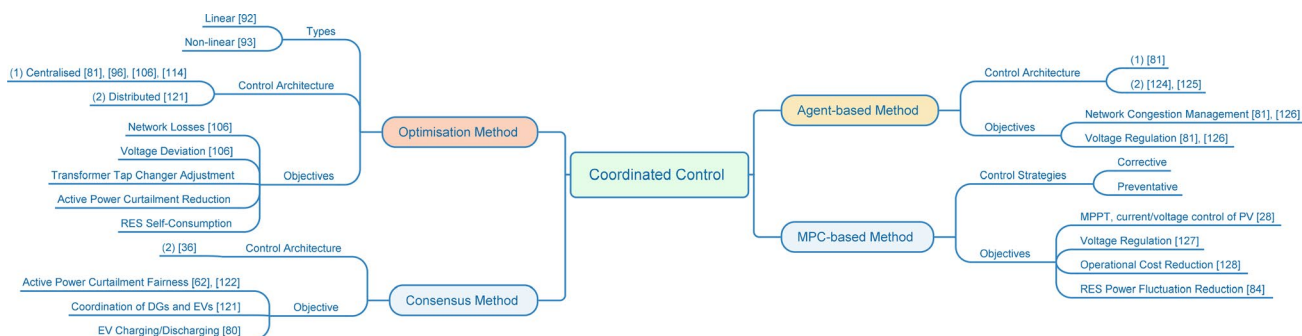 Coordinated Control
Optimisation Method
Types
Linear [92]
Non-linear [93]
Control Architecture
(1) Centralised [81], [96], [106], [114]
(2) Distributed [121]
Objectives
Network Losses [106]
Voltage Deviation [106]
Transformer Tap Changer Adjustment
Active Power Curtailment Reduction
RES Self-Consumption
Consensus Method
Control Architecture
(2) [36]
Objective
Active Power Curtailment Fairness [62], [122]
Coordination of DGs and EVs [121]
EV Charging/Discharging [80]
Agent-based Method
Control Architecture
(1) [81]
(2) [124], [125]
Objectives
Network Congestion Management [81], [126]
Voltage Regulation [81], [126]
MPC-based Method
Control Strategies
Corrective
Preventative
Objectives
MPPT, current/voltage control of PV [28]
Voltage Regulation [127]
Operational Cost Reduction [128]
RES Power Fluctuation Reduction [84]